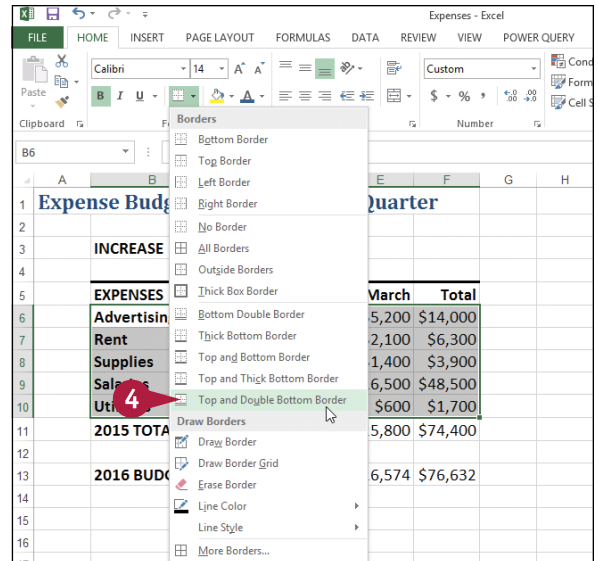 Expenses - Excel
FILE HOME INSERT PAGE LAYOUT FORMULAS DATA REVIEW VIEW POWER QUERY
Calibri 14 A A Custom Cond
Paste B I U A $ % , .00 .00 Form
Cell S
Clipboard F Number
B6
Borders
Bottom Border
Top Border
Left Border
Right Border
No Border
All Borders
Outside Borders
Thick Box Border
Bottom Double Border
Thick Bottom Border
Top and Bottom Border
Top and Thick Bottom Border
Top and Double Bottom Border
Draw Borders
Draw Border
Draw Border Grid
Erase Border
Line Color
Line Style
More Borders...
4
A B E F G H
1 Expense Budg Quarter
2
3 INCREASE
4
5 EXPENSES March Total
6 Advertisin 5,200 $14,000
7 Rent 2,100 $6,300
8 Supplies 1,400 $3,900
9 Sala s 6,500 $48,500
10 Uti $600 $1,700
11 2015 TOTA 5,800 $74,400
12
13 2016 BUD 6,574 $76,632
14
15
16